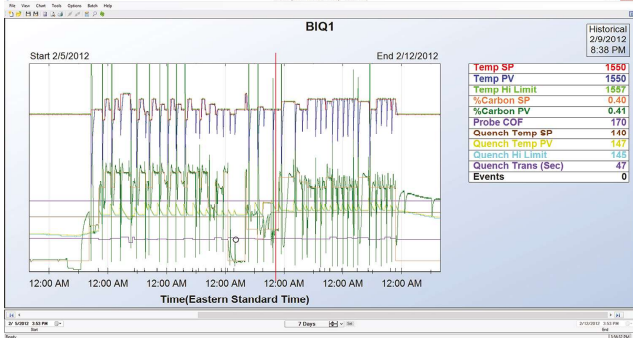 File View Chart Tools Options Batch Help
BIQ1
Historical
2/9/2012
8:38 PM
Start 2/5/2012
End 2/12/2012
Temp SP 1550
Temp PV 1550
Temp Hi Limit 1557
%Carbon SP 0.40
%Carbon PV 0.41
Probe COF 170
Quench Temp SP 140
Quench Temp PV 147
Quench Hi Limit 145
Quench Trans (Sec) 47
Events 0
12:00 AM 12:00 AM 12:00 AM 12:00 AM 12:00 AM 12:00 AM 12:00 AM
Time(Eastern Standard Time)
2/ 5/2012 3:53 PM
7 Days
2/12/2012 3:53 PM
Start
End
Ready